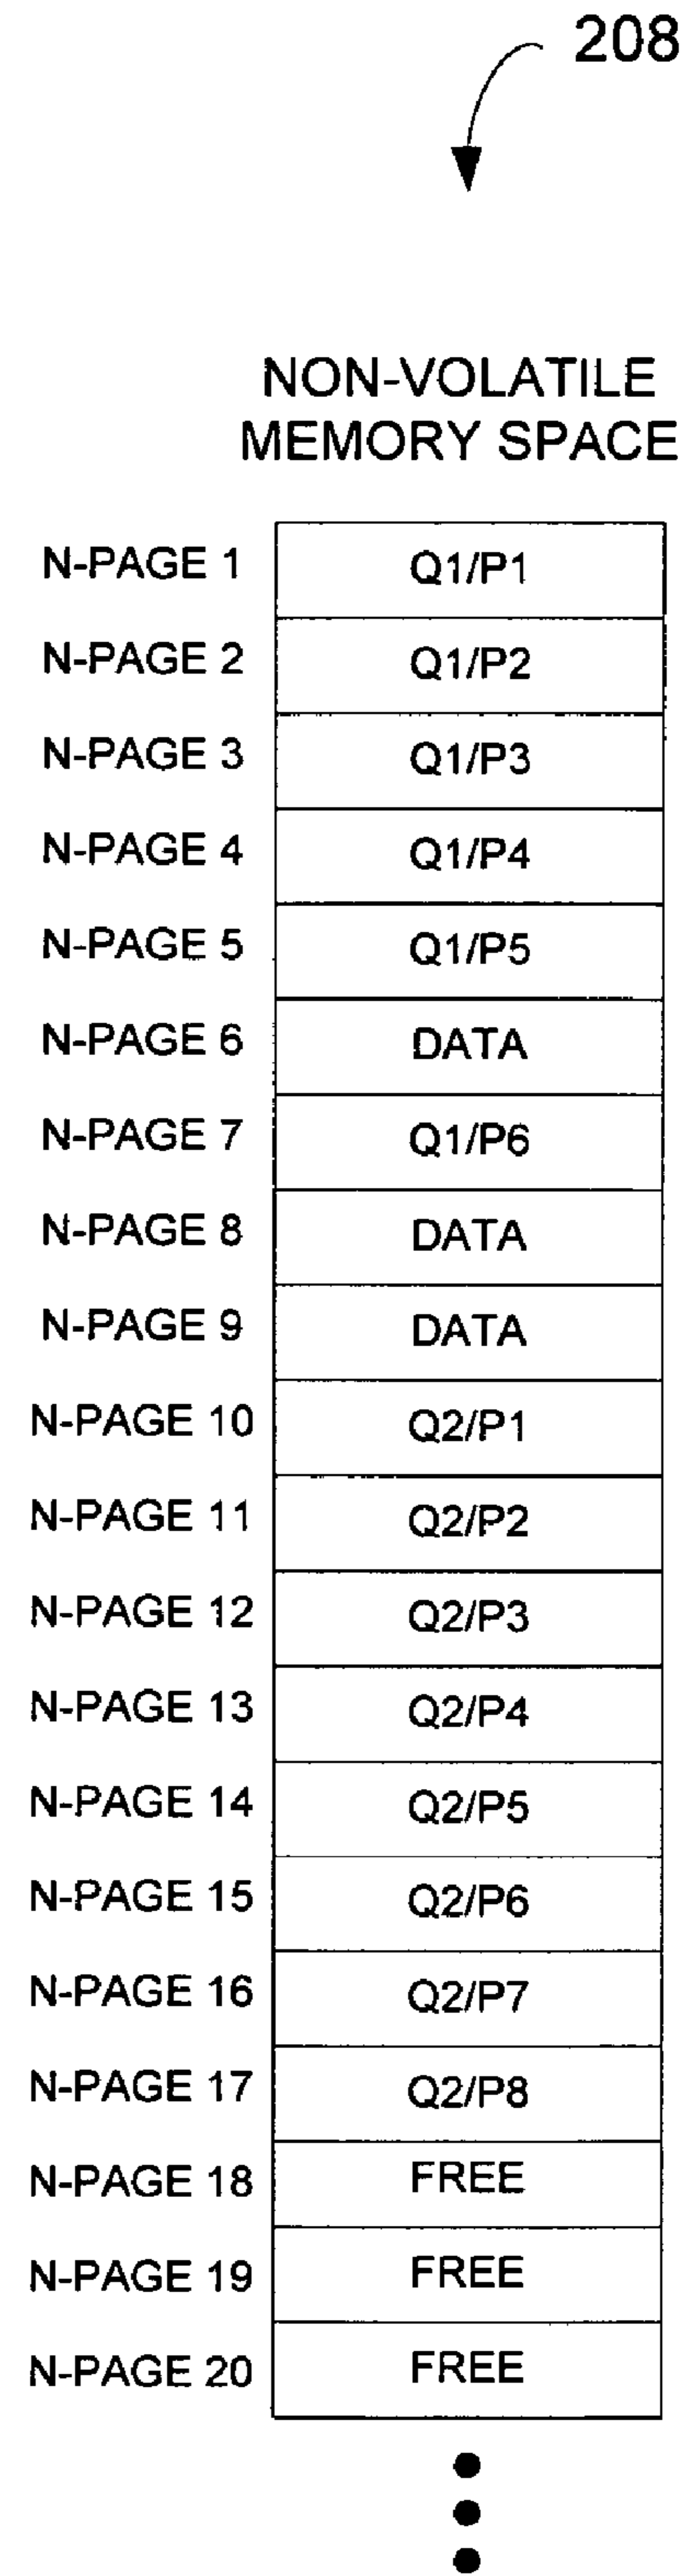 208
NON-VOLATILE
MEMORY SPACE
N-PAGE 1 Q1/P1
N-PAGE 2 Q1/P2
N-PAGE 3 Q1/P3
N-PAGE 4 Q1/P4
N-PAGE 5 Q1/P5
N-PAGE 6 DATA
N-PAGE 7 Q1/P6
N-PAGE 8 DATA
N-PAGE 9 DATA
N-PAGE 10 Q2/P1
N-PAGE 11 Q2/P2
N-PAGE 12 Q2/P3
N-PAGE 13 Q2/P4
N-PAGE 14 Q2/P5
N-PAGE 15 Q2/P6
N-PAGE 16 Q2/P7
N-PAGE 17 Q2/P8
N-PAGE 18 FREE
N-PAGE 19 FREE
N-PAGE 20 FREE